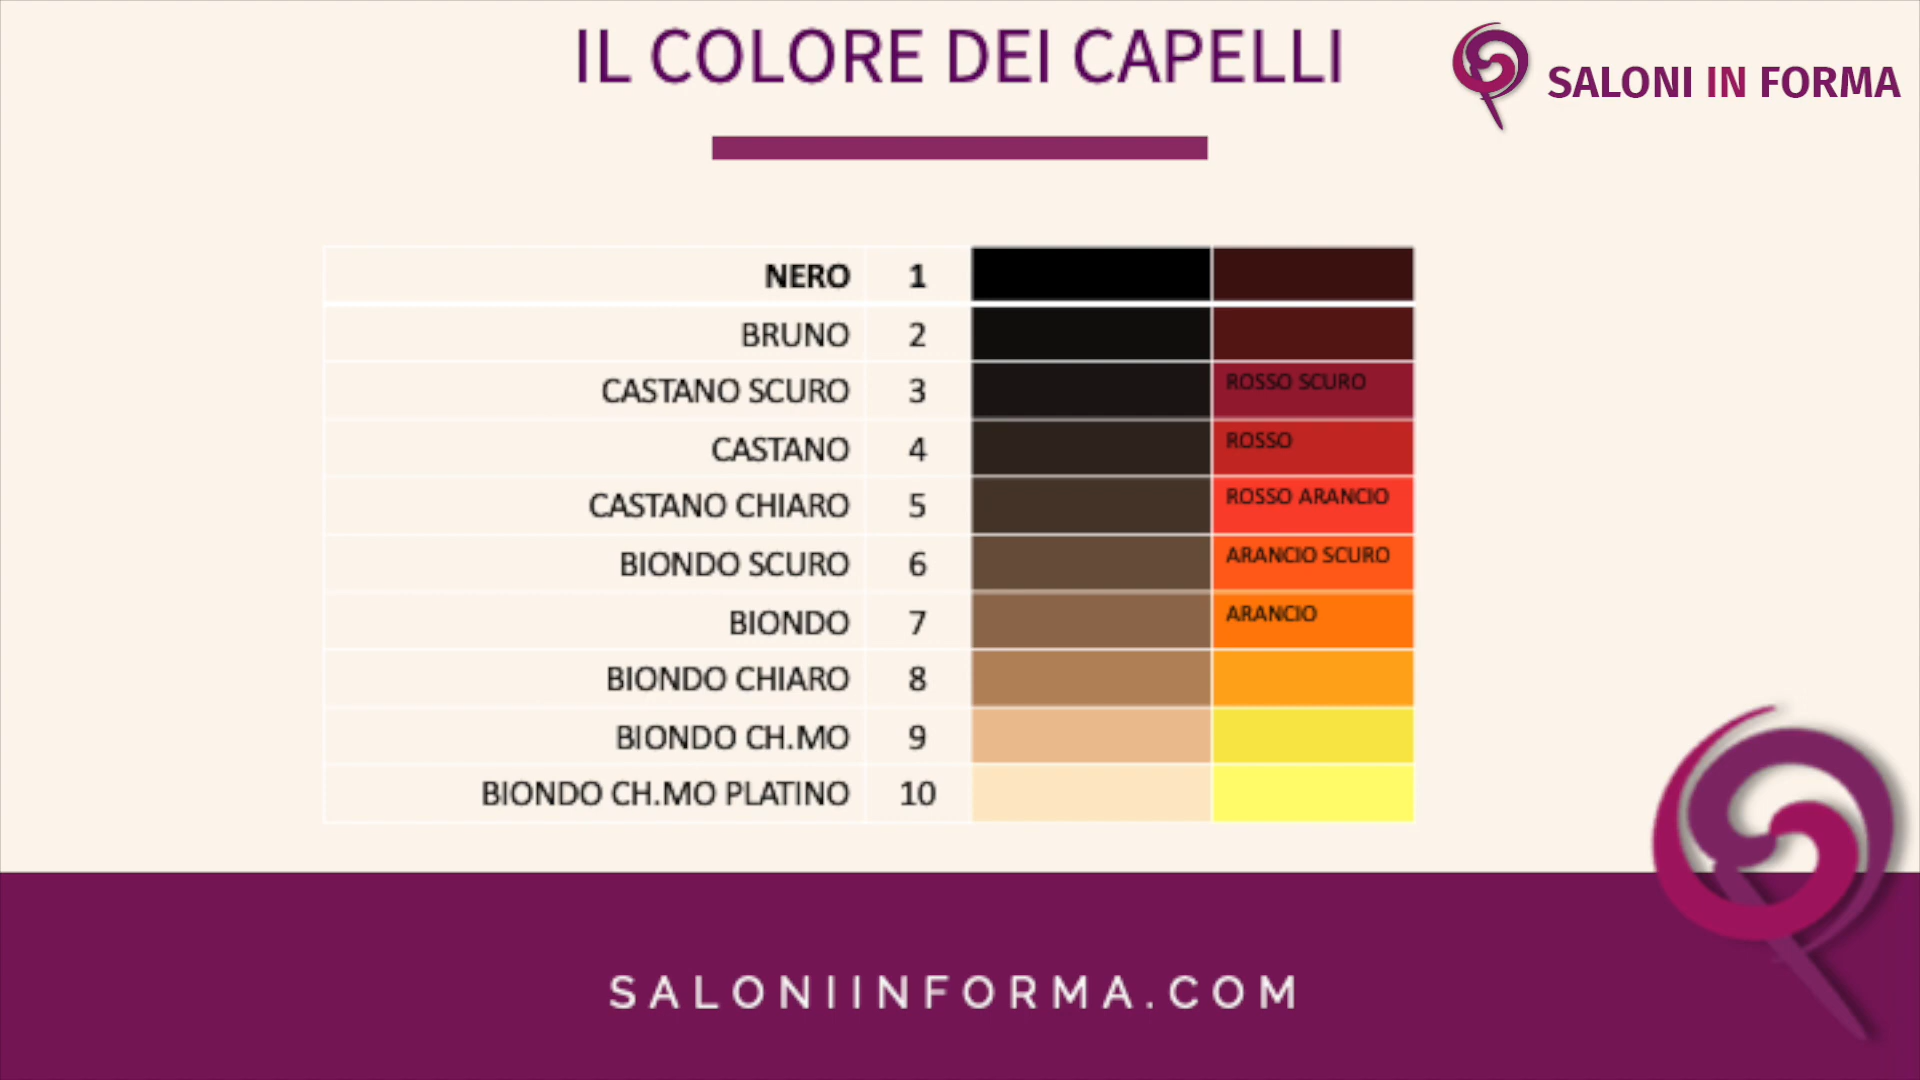 IL COLORE DEI CAPELLI
SALONI IN FORMA
NERO 1
BRUNO 2
CASTANO SCURO 3 ROSSO SCURO
CASTANO 4 ROSSO
CASTANO CHIARO 5 ROSSO ARANCIO
BIONDO SCURO 6 ARANCIO SCURO
BIONDO 7 ARANCIO
BIONDO CHIARO 8
BIONDO CH.MO 9
BIONDO CH.MO PLATINO 10
SALONIINFORMA.COM